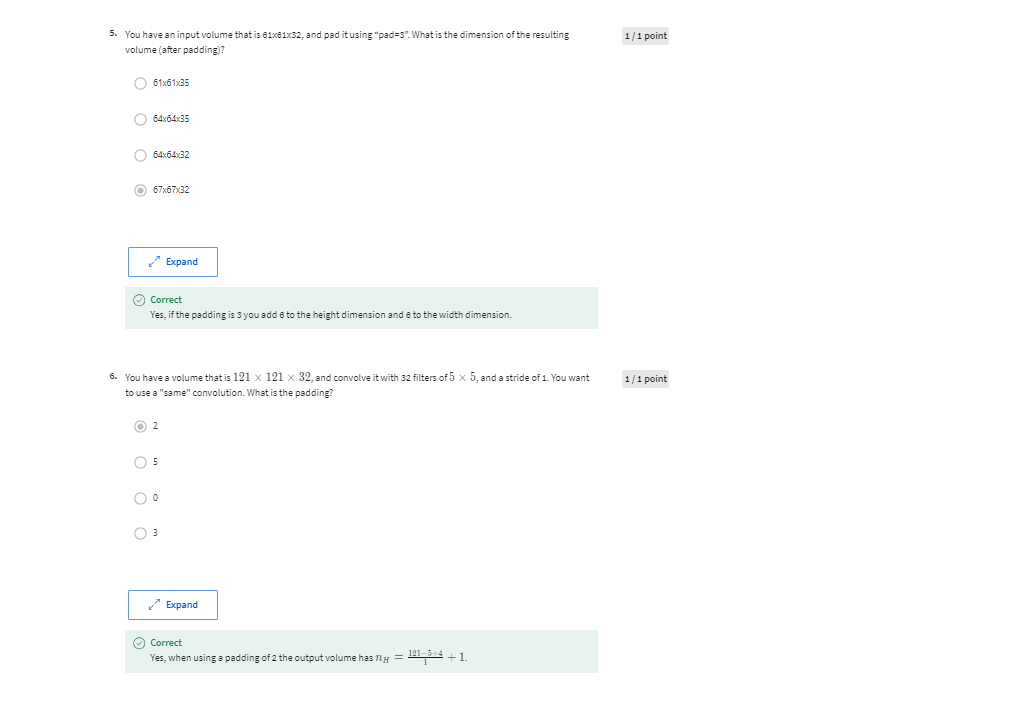 5. You have an input volume that is 61x61x32, and pad it using "pad=3". What is the dimension of the resulting
1 / 1 point
volume (after padding)?
61x61x35
64x64x35
64x64x32
67x67x32
Expand
Correct
Yes, if the padding is 3 you add 6 to the height dimension and 6 to the width dimension.
6. You have a volume that is 121 × 121 × 32, and convolve it with 32 filters of 5 × 5, and a stride of 1. You want
1 / 1 point
to use a "same" convolution. What is the padding?
2
5
0
3
Expand
Correct
Yes, when using a padding of 2 the output volume has n_H = \frac{121-5+4}{1} + 1.